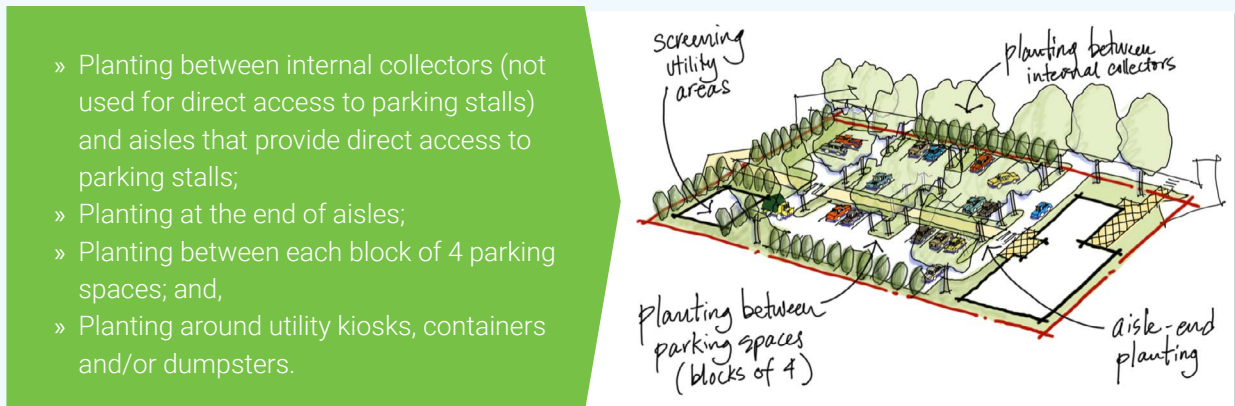 » Planting between internal collectors (not
used for direct access to parking stalls)
and aisles that provide direct access to
parking stalls;
» Planting at the end of aisles;
» Planting between each block of 4 parking
spaces; and,
» Planting around utility kiosks, containers
and/or dumpsters.
screening
utility
areas
planting between
internal collectors
planting between
parking spaces
(blocks of 4)
aisle-end
planting